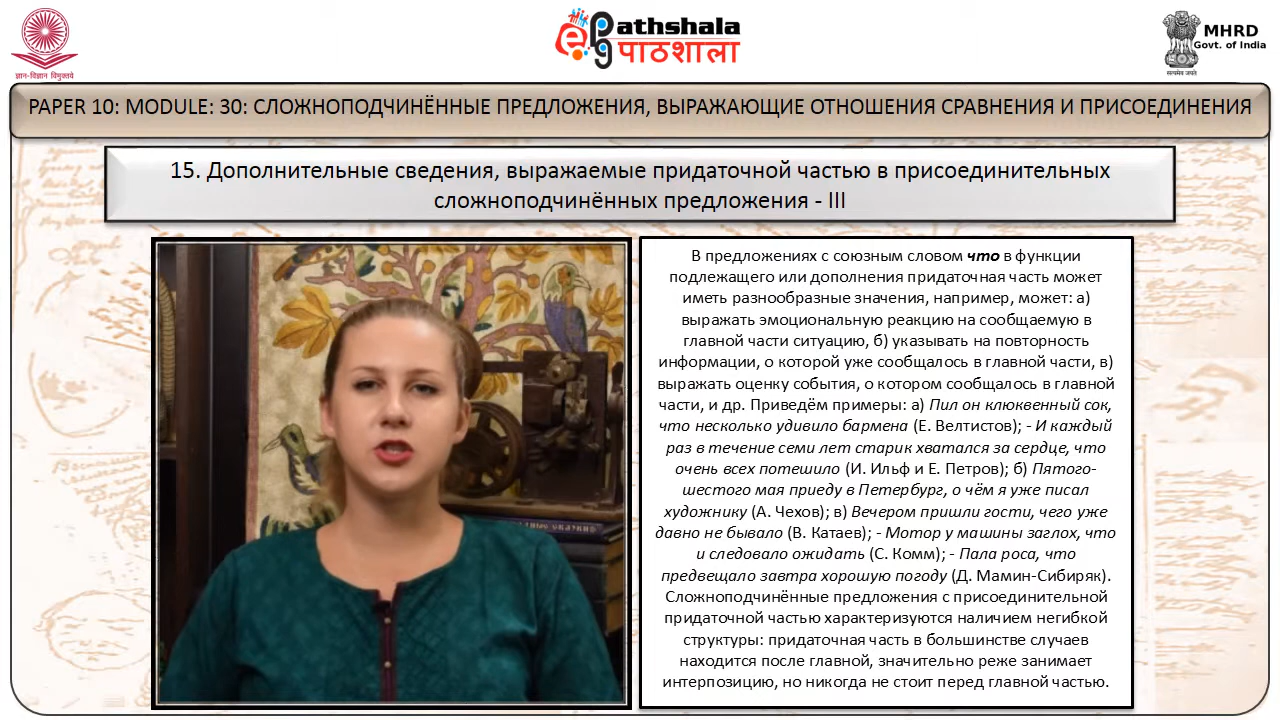 ज्ञान-विज्ञान विमुक्तये
ePg Pathshala
पाठशाला
सत्यमेव जयते
MHRD
Govt. of India
PAPER 10: MODULE: 30: СЛОЖНОПОДЧИНЁННЫЕ ПРЕДЛОЖЕНИЯ, ВЫРАЖАЮЩИЕ ОТНОШЕНИЯ СРАВНЕНИЯ И ПРИСОЕДИНЕНИЯ
15. Дополнительные сведения, выражаемые придаточной частью в присоединительных
сложноподчинённых предложения - III
В предложениях с союзным словом что в функции
подлежащего или дополнения придаточная часть может
иметь разнообразные значения, например, может: а)
выражать эмоциональную реакцию на сообщаемую в
главной части ситуацию, б) указывать на повторность
информации, о которой уже сообщалось в главной части, в)
выражать оценку события, о котором сообщалось в главной
части, и др. Приведём примеры: а) Пил он клюквенный сок,
что несколько удивило бармена (Е. Велтистов); - И каждый
раз в течение семи лет старик хватался за сердце, что
очень всех потешило (И. Ильф и Е. Петров); б) Пятого-
шестого мая приеду в Петербург, о чём я уже писал
художнику (А. Чехов); в) Вечером пришли гости, чего уже
давно не бывало (В. Катаев); - Мотор у машины заглох, что
и следовало ожидать (С. Комм); - Пала роса, что
предвещало завтра хорошую погоду (Д. Мамин-Сибиряк).
Сложноподчинённые предложения с присоединительной
придаточной частью характеризуются наличием негибкой
структуры: придаточная часть в большинстве случаев
находится после главной, значительно реже занимает
интерпозицию, но никогда не стоит перед главной частью.